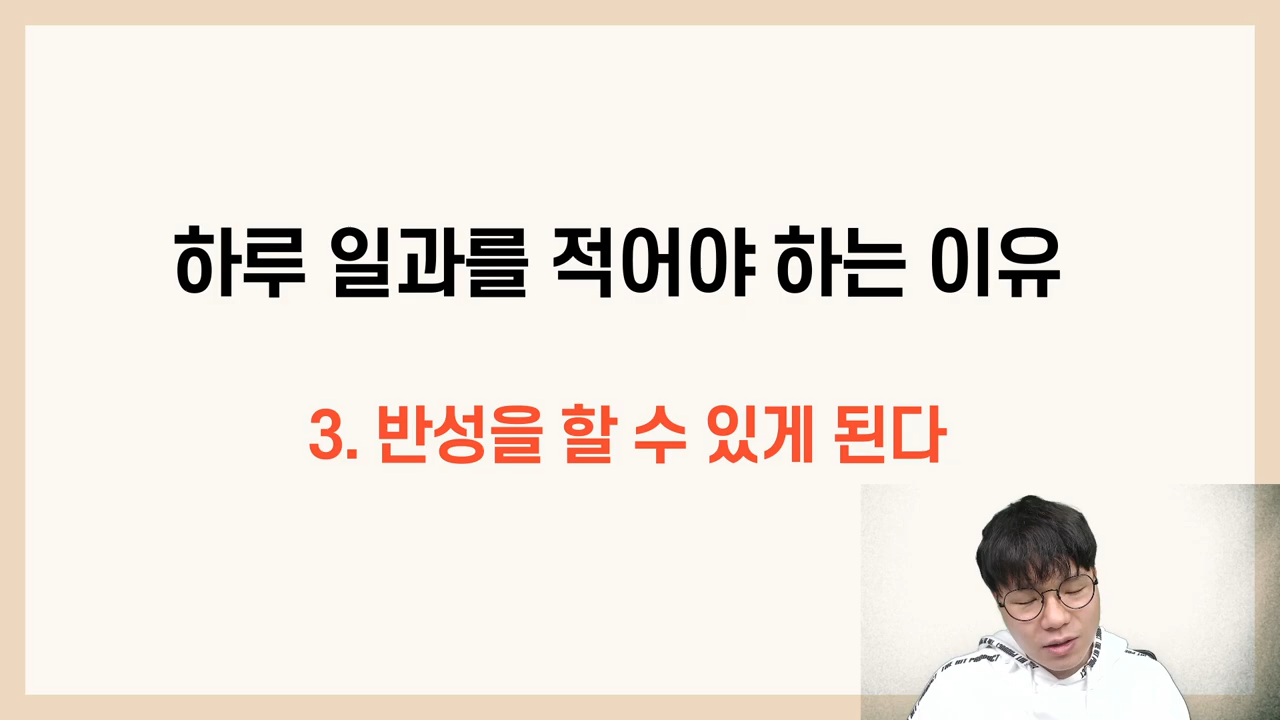 하루 일과를 적어야 하는 이유
3. 반성을 할 수 있게 된다